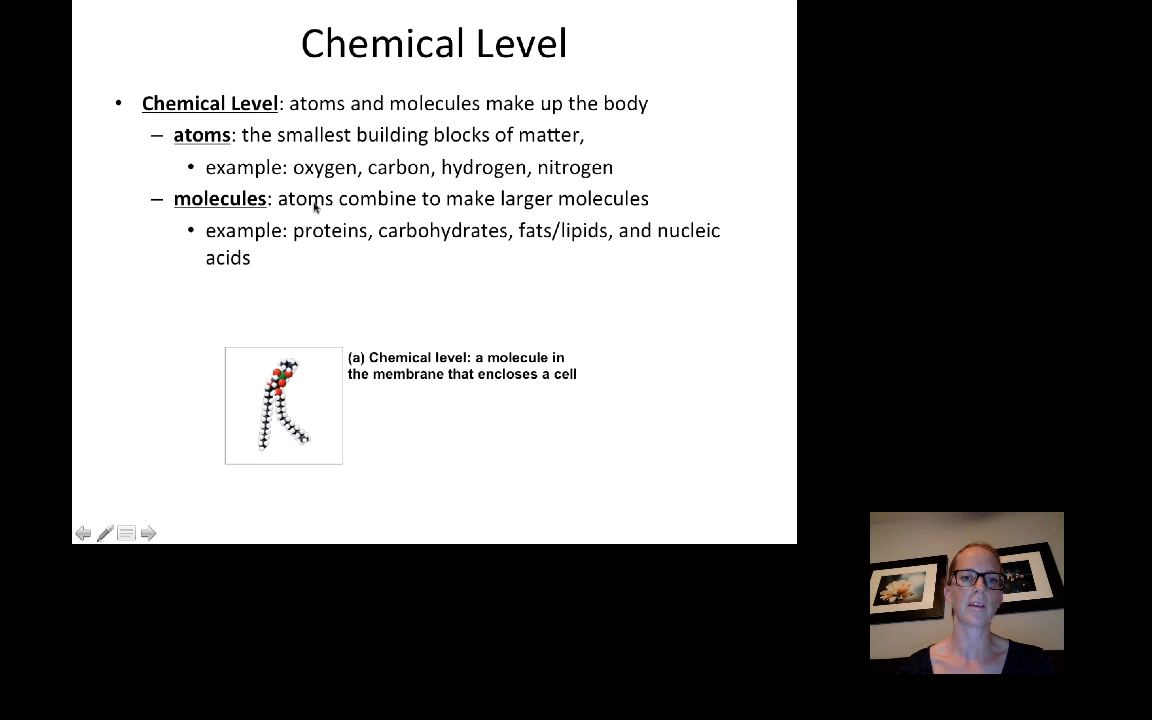 Chemical Level
• Chemical Level: atoms and molecules make up the body
– atoms: the smallest building blocks of matter,
• example: oxygen, carbon, hydrogen, nitrogen
– molecules: atoms combine to make larger molecules
• example: proteins, carbohydrates, fats/lipids, and nucleic
acids
(a) Chemical level: a molecule in
the membrane that encloses a cell